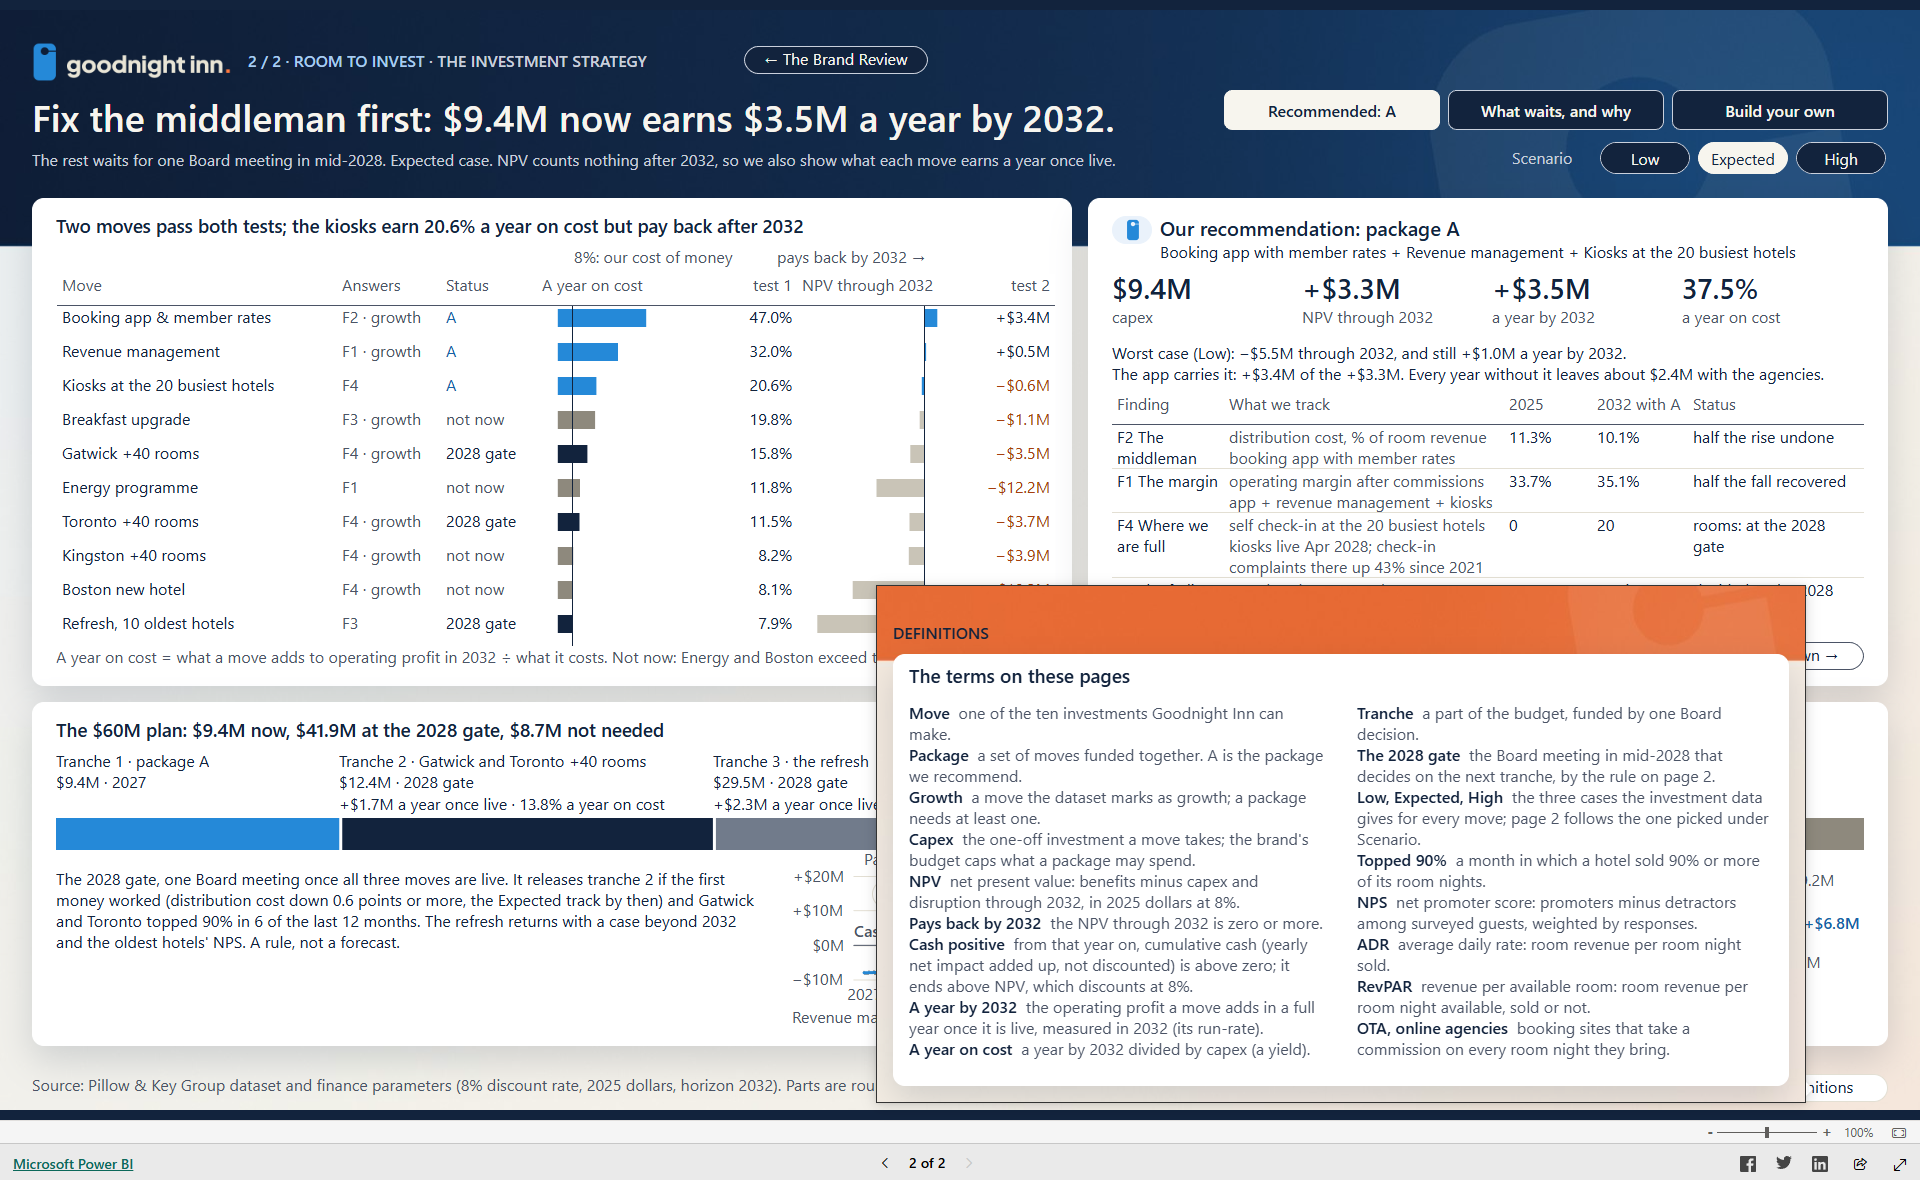 goodnight inn.
2 / 2 · ROOM TO INVEST · THE INVESTMENT STRATEGY
← The Brand Review
Fix the middleman first: $9.4M now earns $3.5M a year by 2032.
The rest waits for one Board meeting in mid-2028. Expected case. NPV counts nothing after 2032, so we also show what each move earns a year once live.
Recommended: A
What waits, and why
Build your own
Scenario
Low
Expected
High
Two moves pass both tests; the kiosks earn 20.6% a year on cost but pay back after 2032
8%: our cost of money pays back by 2032 →
Move Answers Status A year on cost test 1 NPV through 2032 test 2
Booking app & member rates F2 · growth A 47.0% +$3.4M
Revenue management F1 · growth A 32.0% +$0.5M
Kiosks at the 20 busiest hotels F4 A 20.6% −$0.6M
Breakfast upgrade F3 · growth not now 19.8% −$1.1M
Gatwick +40 rooms F4 · growth 2028 gate 15.8% −$3.5M
Energy programme F1 not now 11.8% −$12.2M
Toronto +40 rooms F4 · growth 2028 gate 11.5% −$3.7M
Kingston +40 rooms F4 · growth not now 8.2% −$3.9M
Boston new hotel F4 · growth not now 8.1%
Refresh, 10 oldest hotels F3 2028 gate 7.9%
A year on cost = what a move adds to operating profit in 2032 ÷ what it costs. Not now: Energy and Boston exceed
Our recommendation: package A
Booking app with member rates + Revenue management + Kiosks at the 20 busiest hotels
$9.4M +$3.3M +$3.5M 37.5%
capex NPV through 2032 a year by 2032 a year on cost
Worst case (Low): −$5.5M through 2032, and still +$1.0M a year by 2032.
The app carries it: +$3.4M of the +$3.3M. Every year without it leaves about $2.4M with the agencies.
Finding What we track 2025 2032 with A Status
F2 The distribution cost, % of room revenue 11.3% 10.1% half the rise undone
middleman booking app with member rates
F1 The margin operating margin after commissions 33.7% 35.1% half the fall recovered
app + revenue management + kiosks
F4 Where we self check-in at the 20 busiest hotels 0 20 rooms: at the 2028
are full kiosks live Apr 2028; check-in gate
complaints there up 43% since 2021
2028
wn →
The $60M plan: $9.4M now, $41.9M at the 2028 gate, $8.7M not needed
Tranche 1 · package A Tranche 2 · Gatwick and Toronto +40 rooms Tranche 3 · the refresh
$9.4M · 2027 $12.4M · 2028 gate $29.5M · 2028 gate
+$1.7M a year once live · 13.8% a year on cost +$2.3M a year once live
The 2028 gate, one Board meeting once all three moves are live. It releases tranche 2 if the first
money worked (distribution cost down 0.6 points or more, the Expected track by then) and Gatwick
and Toronto topped 90% in 6 of the last 12 months. The refresh returns with a case beyond 2032
and the oldest hotels' NPS. A rule, not a forecast.
Pa
+$20M
+$10M
Cas
$0M
−$10M
2027
Revenue ma
.2M
+$6.8M
M
Source: Pillow & Key Group dataset and finance parameters (8% discount rate, 2025 dollars, horizon 2032). Parts are rou
nitions
DEFINITIONS
The terms on these pages
Move one of the ten investments Goodnight Inn can
make.
Package a set of moves funded together. A is the package
we recommend.
Growth a move the dataset marks as growth; a package
needs at least one.
Capex the one-off investment a move takes; the brand's
budget caps what a package may spend.
NPV net present value: benefits minus capex and
disruption through 2032, in 2025 dollars at 8%.
Pays back by 2032 the NPV through 2032 is zero or more.
Cash positive from that year on, cumulative cash (yearly
net impact added up, not discounted) is above zero; it
ends above NPV, which discounts at 8%.
A year by 2032 the operating profit a move adds in a full
year once it is live, measured in 2032 (its run-rate).
A year on cost a year by 2032 divided by capex (a yield).
Tranche a part of the budget, funded by one Board
decision.
The 2028 gate the Board meeting in mid-2028 that
decides on the next tranche, by the rule on page 2.
Low, Expected, High the three cases the investment data
gives for every move; page 2 follows the one picked under
Scenario.
Topped 90% a month in which a hotel sold 90% or more
of its room nights.
NPS net promoter score: promoters minus detractors
among surveyed guests, weighted by responses.
ADR average daily rate: room revenue per room night
sold.
RevPAR revenue per available room: room revenue per
room night available, sold or not.
OTA, online agencies booking sites that take a
commission on every room night they bring.
- + 100%
Microsoft Power BI
2 of 2